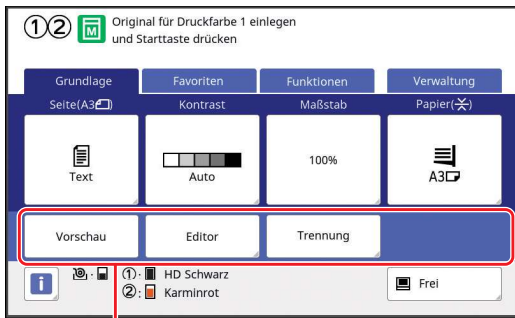 ①② M Original für Druckfarbe 1 einlegen
und Starttaste drücken
Grundlage Favoriten Funktionen Verwaltung
Seite(A3) Kontrast Maßstab Papier()
Text Auto 100% A3
Vorschau Editor Trennung
i ①: HD Schwarz
②: Karminrot
Frei